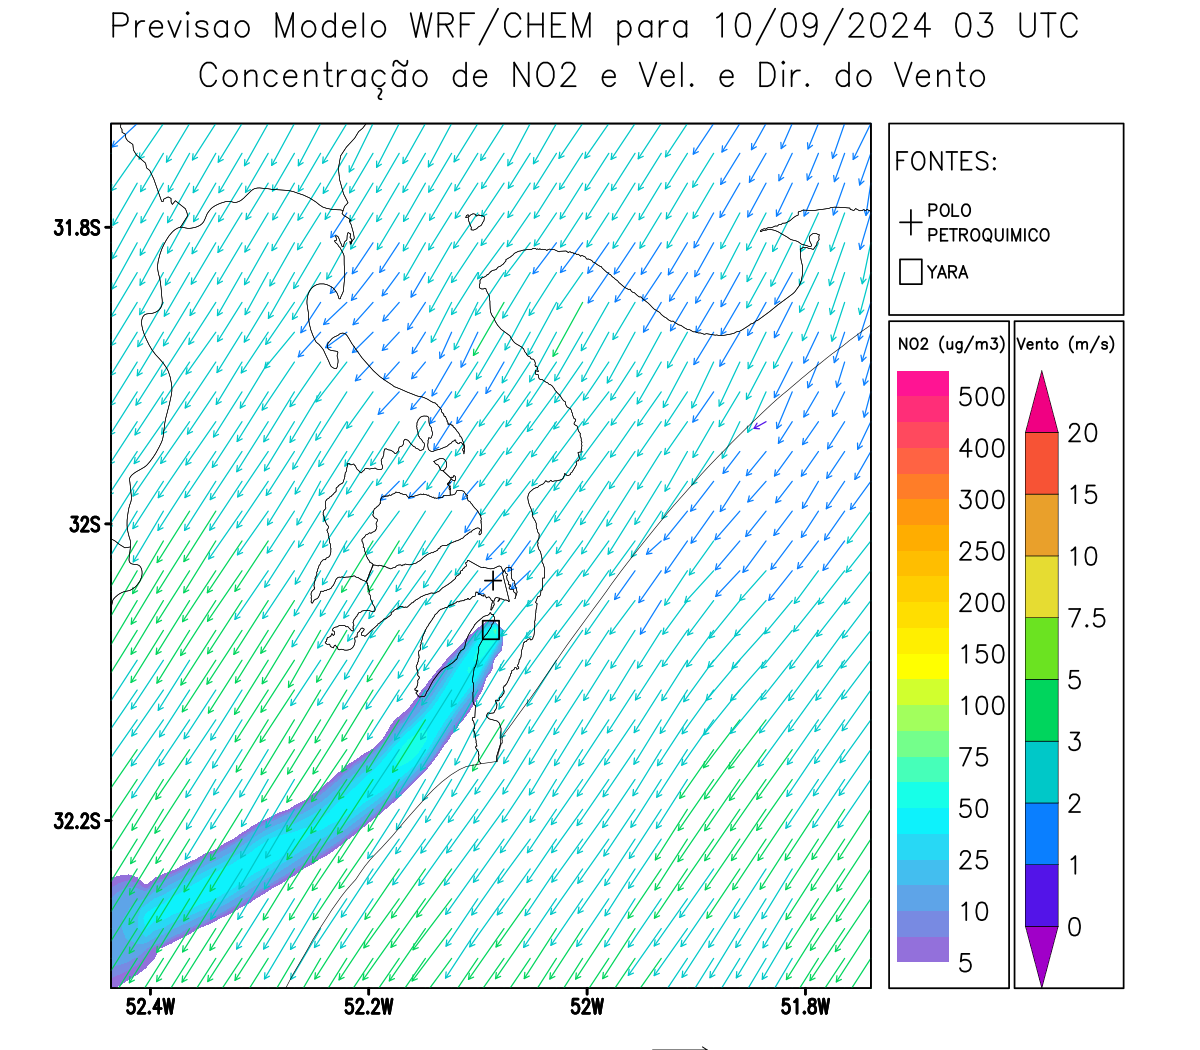 Previsao Modelo WRF/CHEM para 10/09/2024 03 UTC
Concentração de NO2 e Vel. e Dir. do Vento
FONTES:
POLO
PETROQUIMICO
YARA
NO2 (ug/m3)
500
400
300
250
200
150
100
75
50
25
10
5
Vento (m/s)
20
15
10
7.5
5
3
2
1
0
31.8S
32S
32.2S
52.4W
52.2W
52W
51.8W